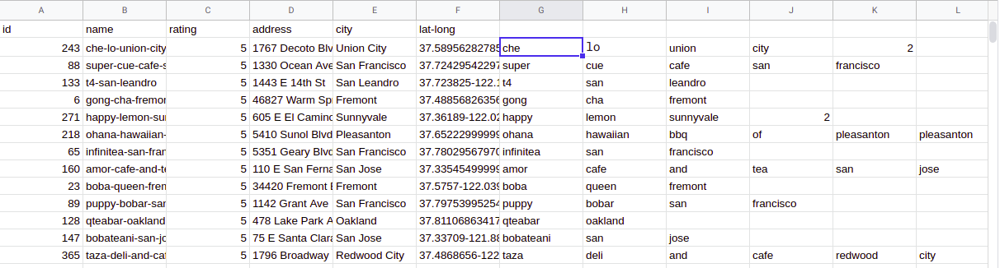 A B C D E F G H I J K L
id name rating address city lat-long
243 che-lo-union-city 5 1767 Decoto Blv Union City 37.58956282785 che lo union city 2
88 super-cue-cafe-s 5 1330 Ocean Ave San Francisco 37.72429542297 super cue cafe san francisco
133 t4-san-leandro 5 1443 E 14th St San Leandro 37.723825-122.1 t4 san leandro
6 gong-cha-fremon 5 46827 Warm Sp Fremont 37.48856826356 gong cha fremont
271 happy-lemon-su 5 605 E El Camino Sunnyvale 37.36189-122.02 happy lemon sunnyvale 2
218 ohana-hawaiian- 5 5410 Sunol Blvd Pleasanton 37.65222999999 ohana hawaiian bbq of pleasanton pleasanton
65 infinitea-san-fran 5 5351 Geary Blvd San Francisco 37.78029567970 infinitea san francisco
160 amor-cafe-and-te 5 110 E San Ferna San Jose 37.33545499999 amor cafe and tea san jose
23 boba-queen-frem 5 34420 Fremont B Fremont 37.5757-122.039 boba queen fremont
89 puppy-bobar-san 5 1142 Grant Ave San Francisco 37.79753995254 puppy bobar san francisco
128 qteabar-oakland 5 478 Lake Park A Oakland 37.81106863417 qteabar oakland
147 bobateani-san-jo 5 75 E Santa Clara San Jose 37.33709-121.88 bobateani san jose
365 taza-deli-and-caf 5 1796 Broadway Redwood City 37.4868656-122 taza deli and cafe redwood city